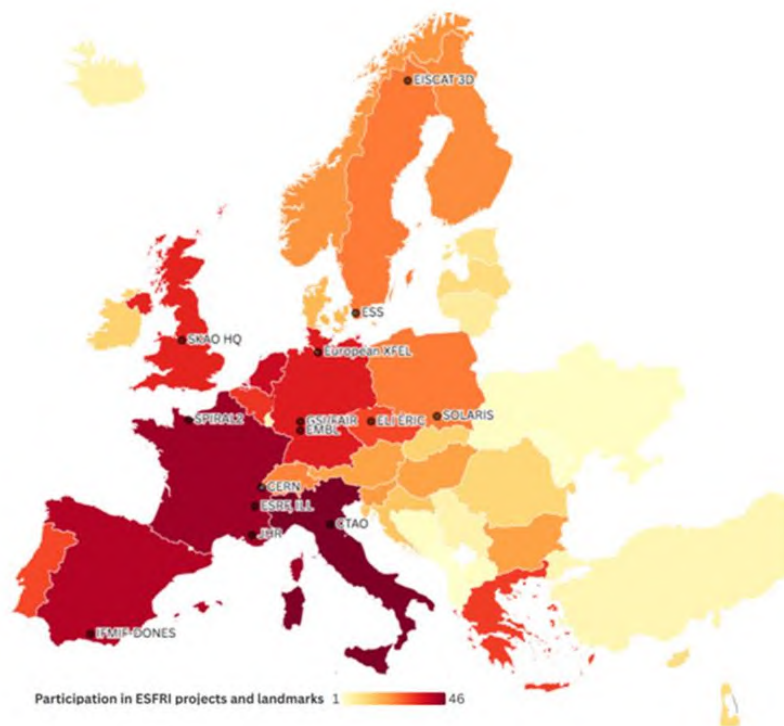 EISCAT 3D
ESS
SKAO HQ
European XFEL
SPIRAL2
GSI/FAIR
ELI ERIC
SOLARIS
EMBL
CERN
ESRF, ILL
JHR
CTAO
IFMIF-DONES
Participation in ESFRI projects and landmarks 1 46